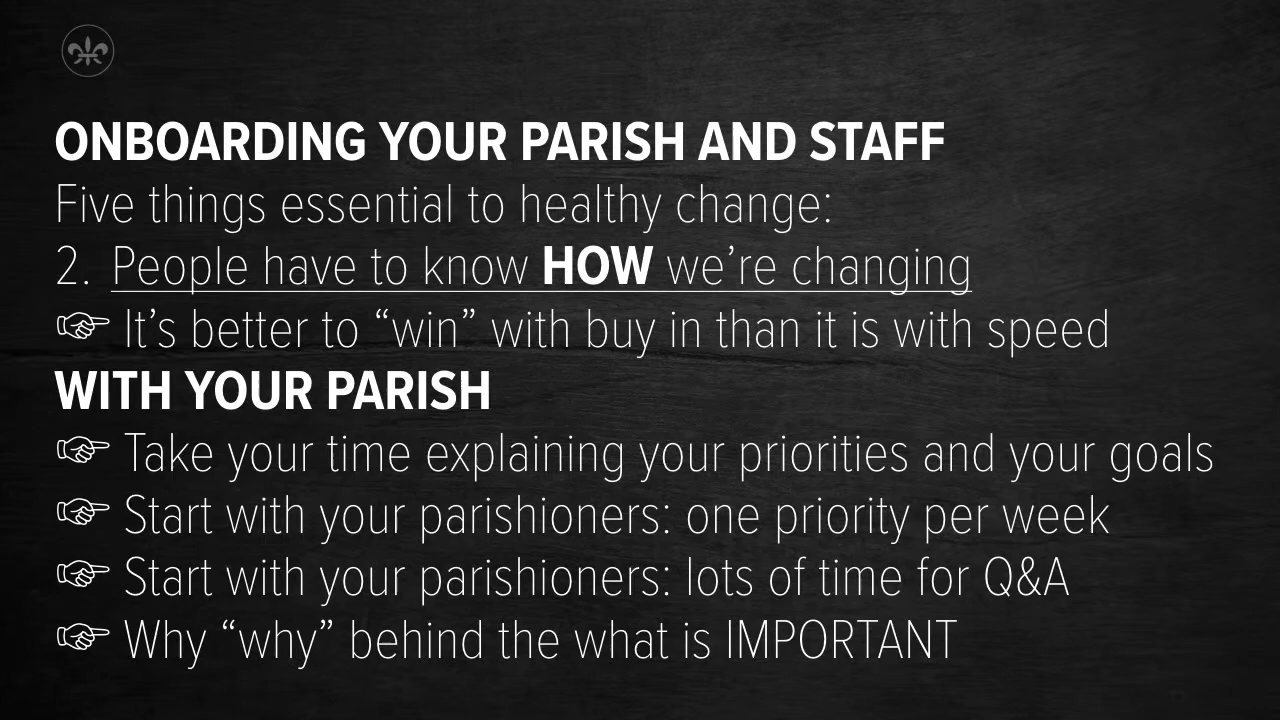 ONBOARDING YOUR PARISH AND STAFF
Five things essential to healthy change:
2. People have to know HOW we’re changing
☞ It’s better to “win” with buy in than it is with speed
WITH YOUR PARISH
☞ Take your time explaining your priorities and your goals
☞ Start with your parishioners: one priority per week
☞ Start with your parishioners: lots of time for Q&A
☞ Why “why” behind the what is IMPORTANT